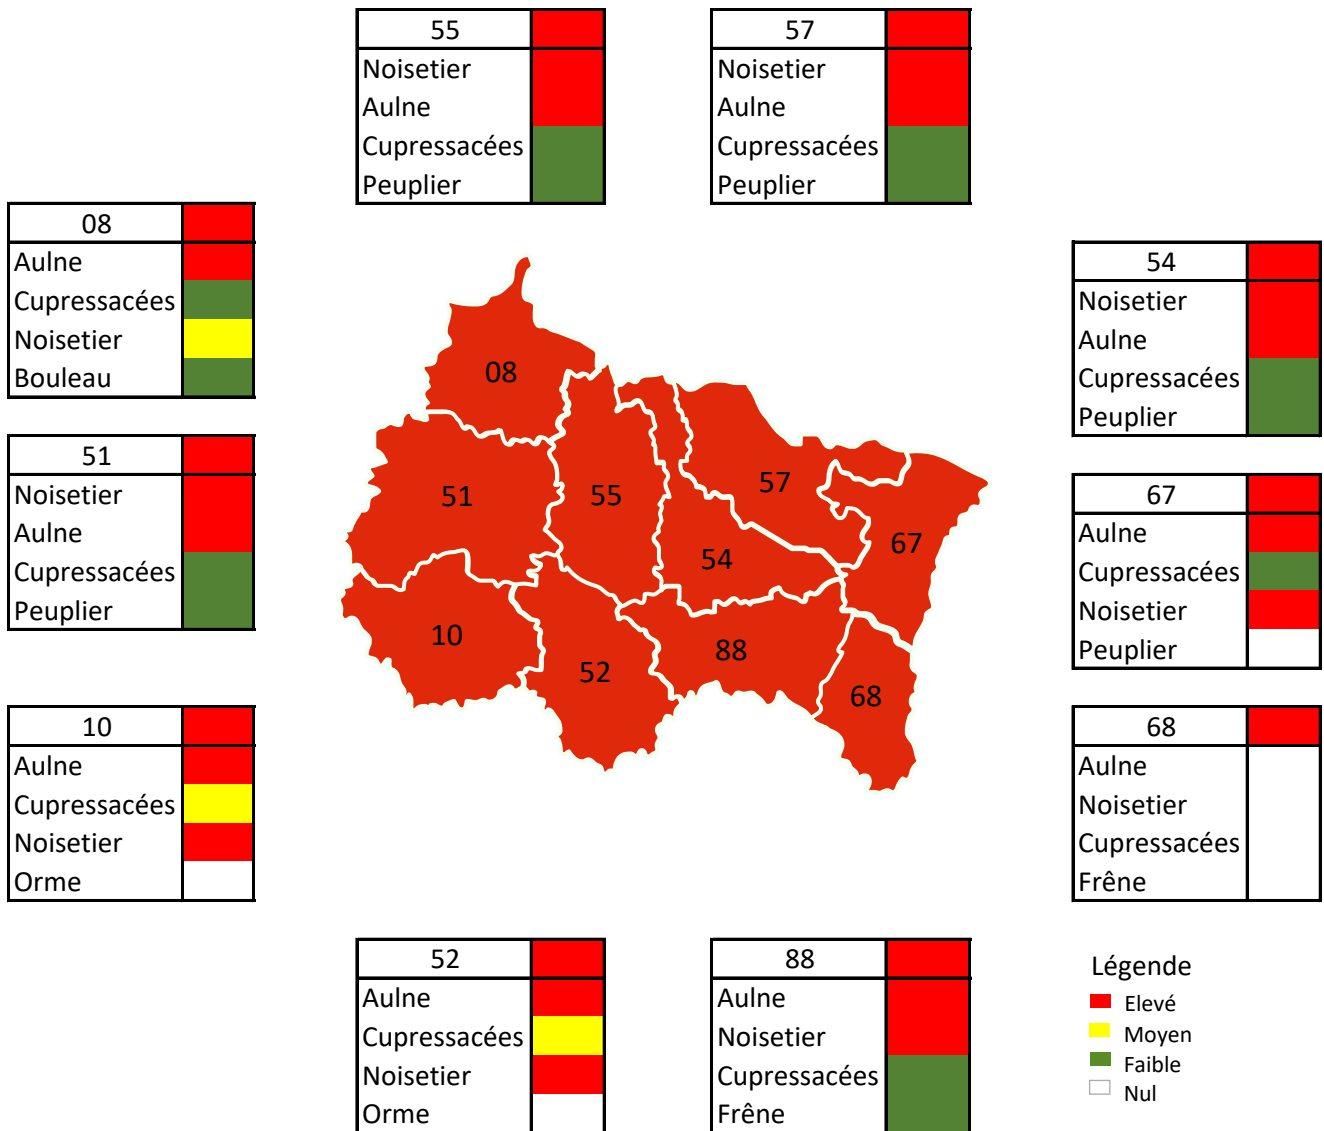 55
Noisetier
Aulne
Cupressacées
Peuplier
57
Noisetier
Aulne
Cupressacées
Peuplier
08
Aulne
Cupressacées
Noisetier
Bouleau
54
Noisetier
Aulne
Cupressacées
Peuplier
51
Noisetier
Aulne
Cupressacées
Peuplier
67
Aulne
Cupressacées
Noisetier
Peuplier
08
51
55
57
54
67
10
52
88
68
10
Aulne
Cupressacées
Noisetier
Orme
68
Aulne
Noisetier
Cupressacées
Frêne
52
Aulne
Cupressacées
Noisetier
Orme
88
Aulne
Noisetier
Cupressacées
Frêne
Légende
Elevé
Moyen
Faible
Nul